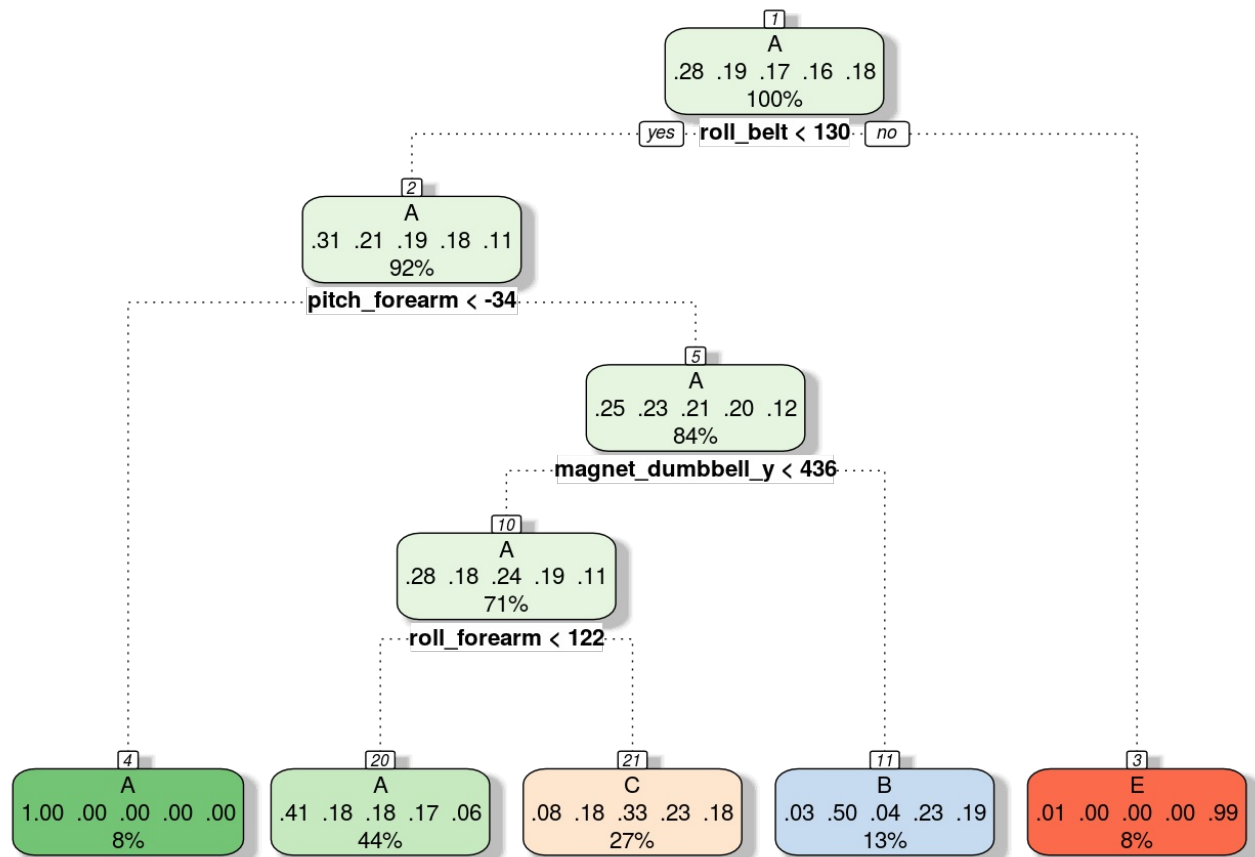 1
A
.28 .19 .17 .16 .18
100%
yes roll_belt < 130 no
2
A
.31 .21 .19 .18 .11
92%
pitch_forearm < -34
5
A
.25 .23 .21 .20 .12
84%
magnet_dumbbell_y < 436
10
A
.28 .18 .24 .19 .11
71%
roll_forearm < 122
4
A
1.00 .00 .00 .00 .00
8%
20
A
.41 .18 .18 .17 .06
44%
21
C
.08 .18 .33 .23 .18
27%
11
B
.03 .50 .04 .23 .19
13%
3
E
.01 .00 .00 .00 .99
8%